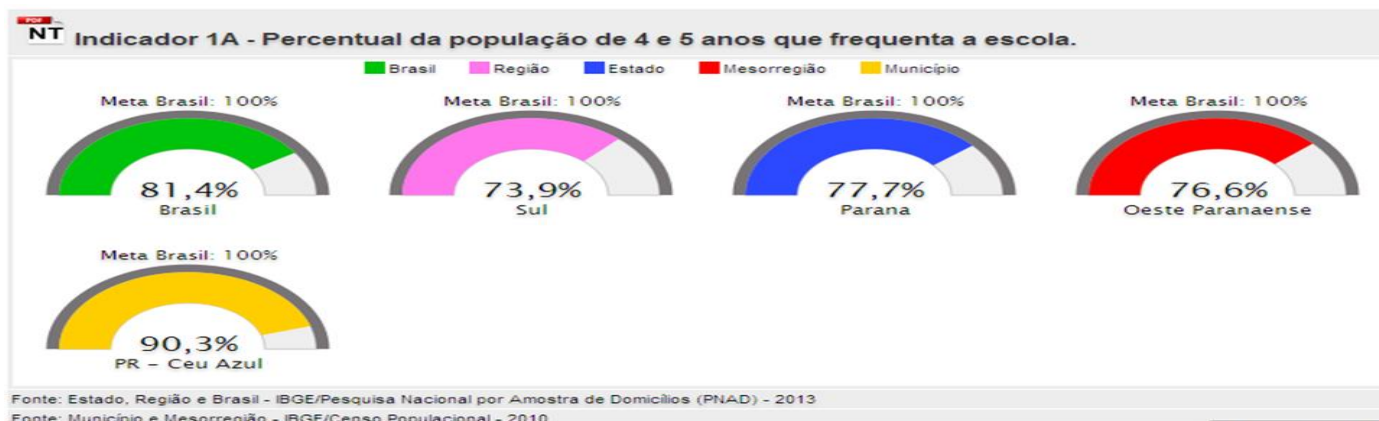 PDF
NT Indicador 1A - Percentual da população de 4 e 5 anos que frequenta a escola.
Brasil Região Estado Mesorregião Município
Meta Brasil: 100% Meta Brasil: 100% Meta Brasil: 100% Meta Brasil: 100%
81,4% 73,9% 77,7% 76,6%
Brasil Sul Parana Oeste Paranaense
Meta Brasil: 100%
90,3%
PR – Ceu Azul
Fonte: Estado, Região e Brasil - IBGE/Pesquisa Nacional por Amostra de Domicílios (PNAD) - 2013
Fonte: Município e Mesorregião - IBGE/Censo Populacional - 2010